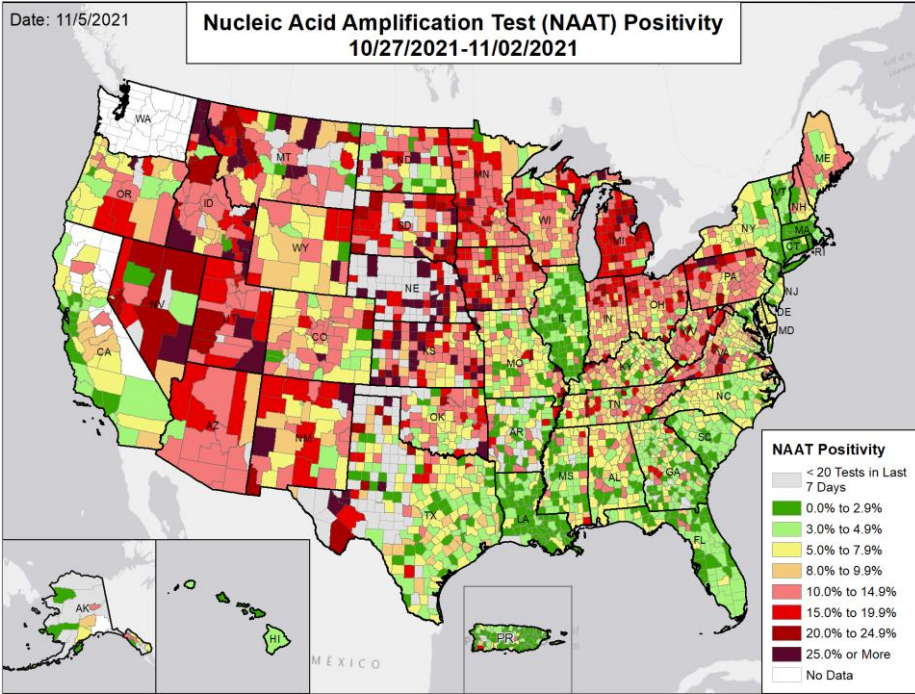 Date: 11/5/2021
Nucleic Acid Amplification Test (NAAT) Positivity
10/27/2021-11/02/2021
WA
MT
ND
MN
ME
OR
ID
SD
WI
VT
NH
NY
MA
CT
RI
WY
MI
IA
PA
NJ
NE
NV
UT
IL
IN
OH
DE
MD
CA
CO
KS
MO
WV
VA
KY
NC
AZ
NM
OK
AR
TN
SC
MS
AL
GA
TX
LA
FL
AK
HI
PR
MÉXICO
NAAT Positivity
< 20 Tests in Last
7 Days
0.0% to 2.9%
3.0% to 4.9%
5.0% to 7.9%
8.0% to 9.9%
10.0% to 14.9%
15.0% to 19.9%
20.0% to 24.9%
25.0% or More
No Data